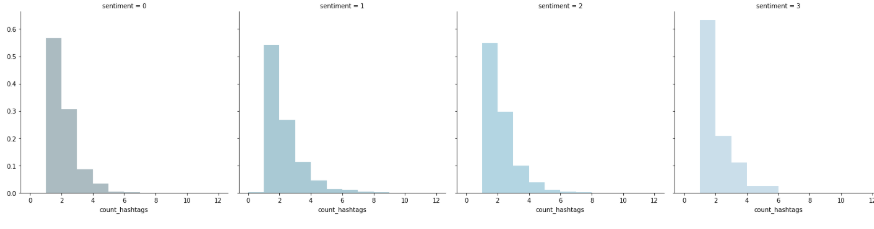 sentiment = 0
sentiment = 1
sentiment = 2
sentiment = 3
0.6
0.5
0.4
0.3
0.2
0.1
0.0
0 2 4 6 8 10 12
0 2 4 6 8 10 12
0 2 4 6 8 10 12
0 2 4 6 8 10 12
count_hashtags
count_hashtags
count_hashtags
count_hashtags